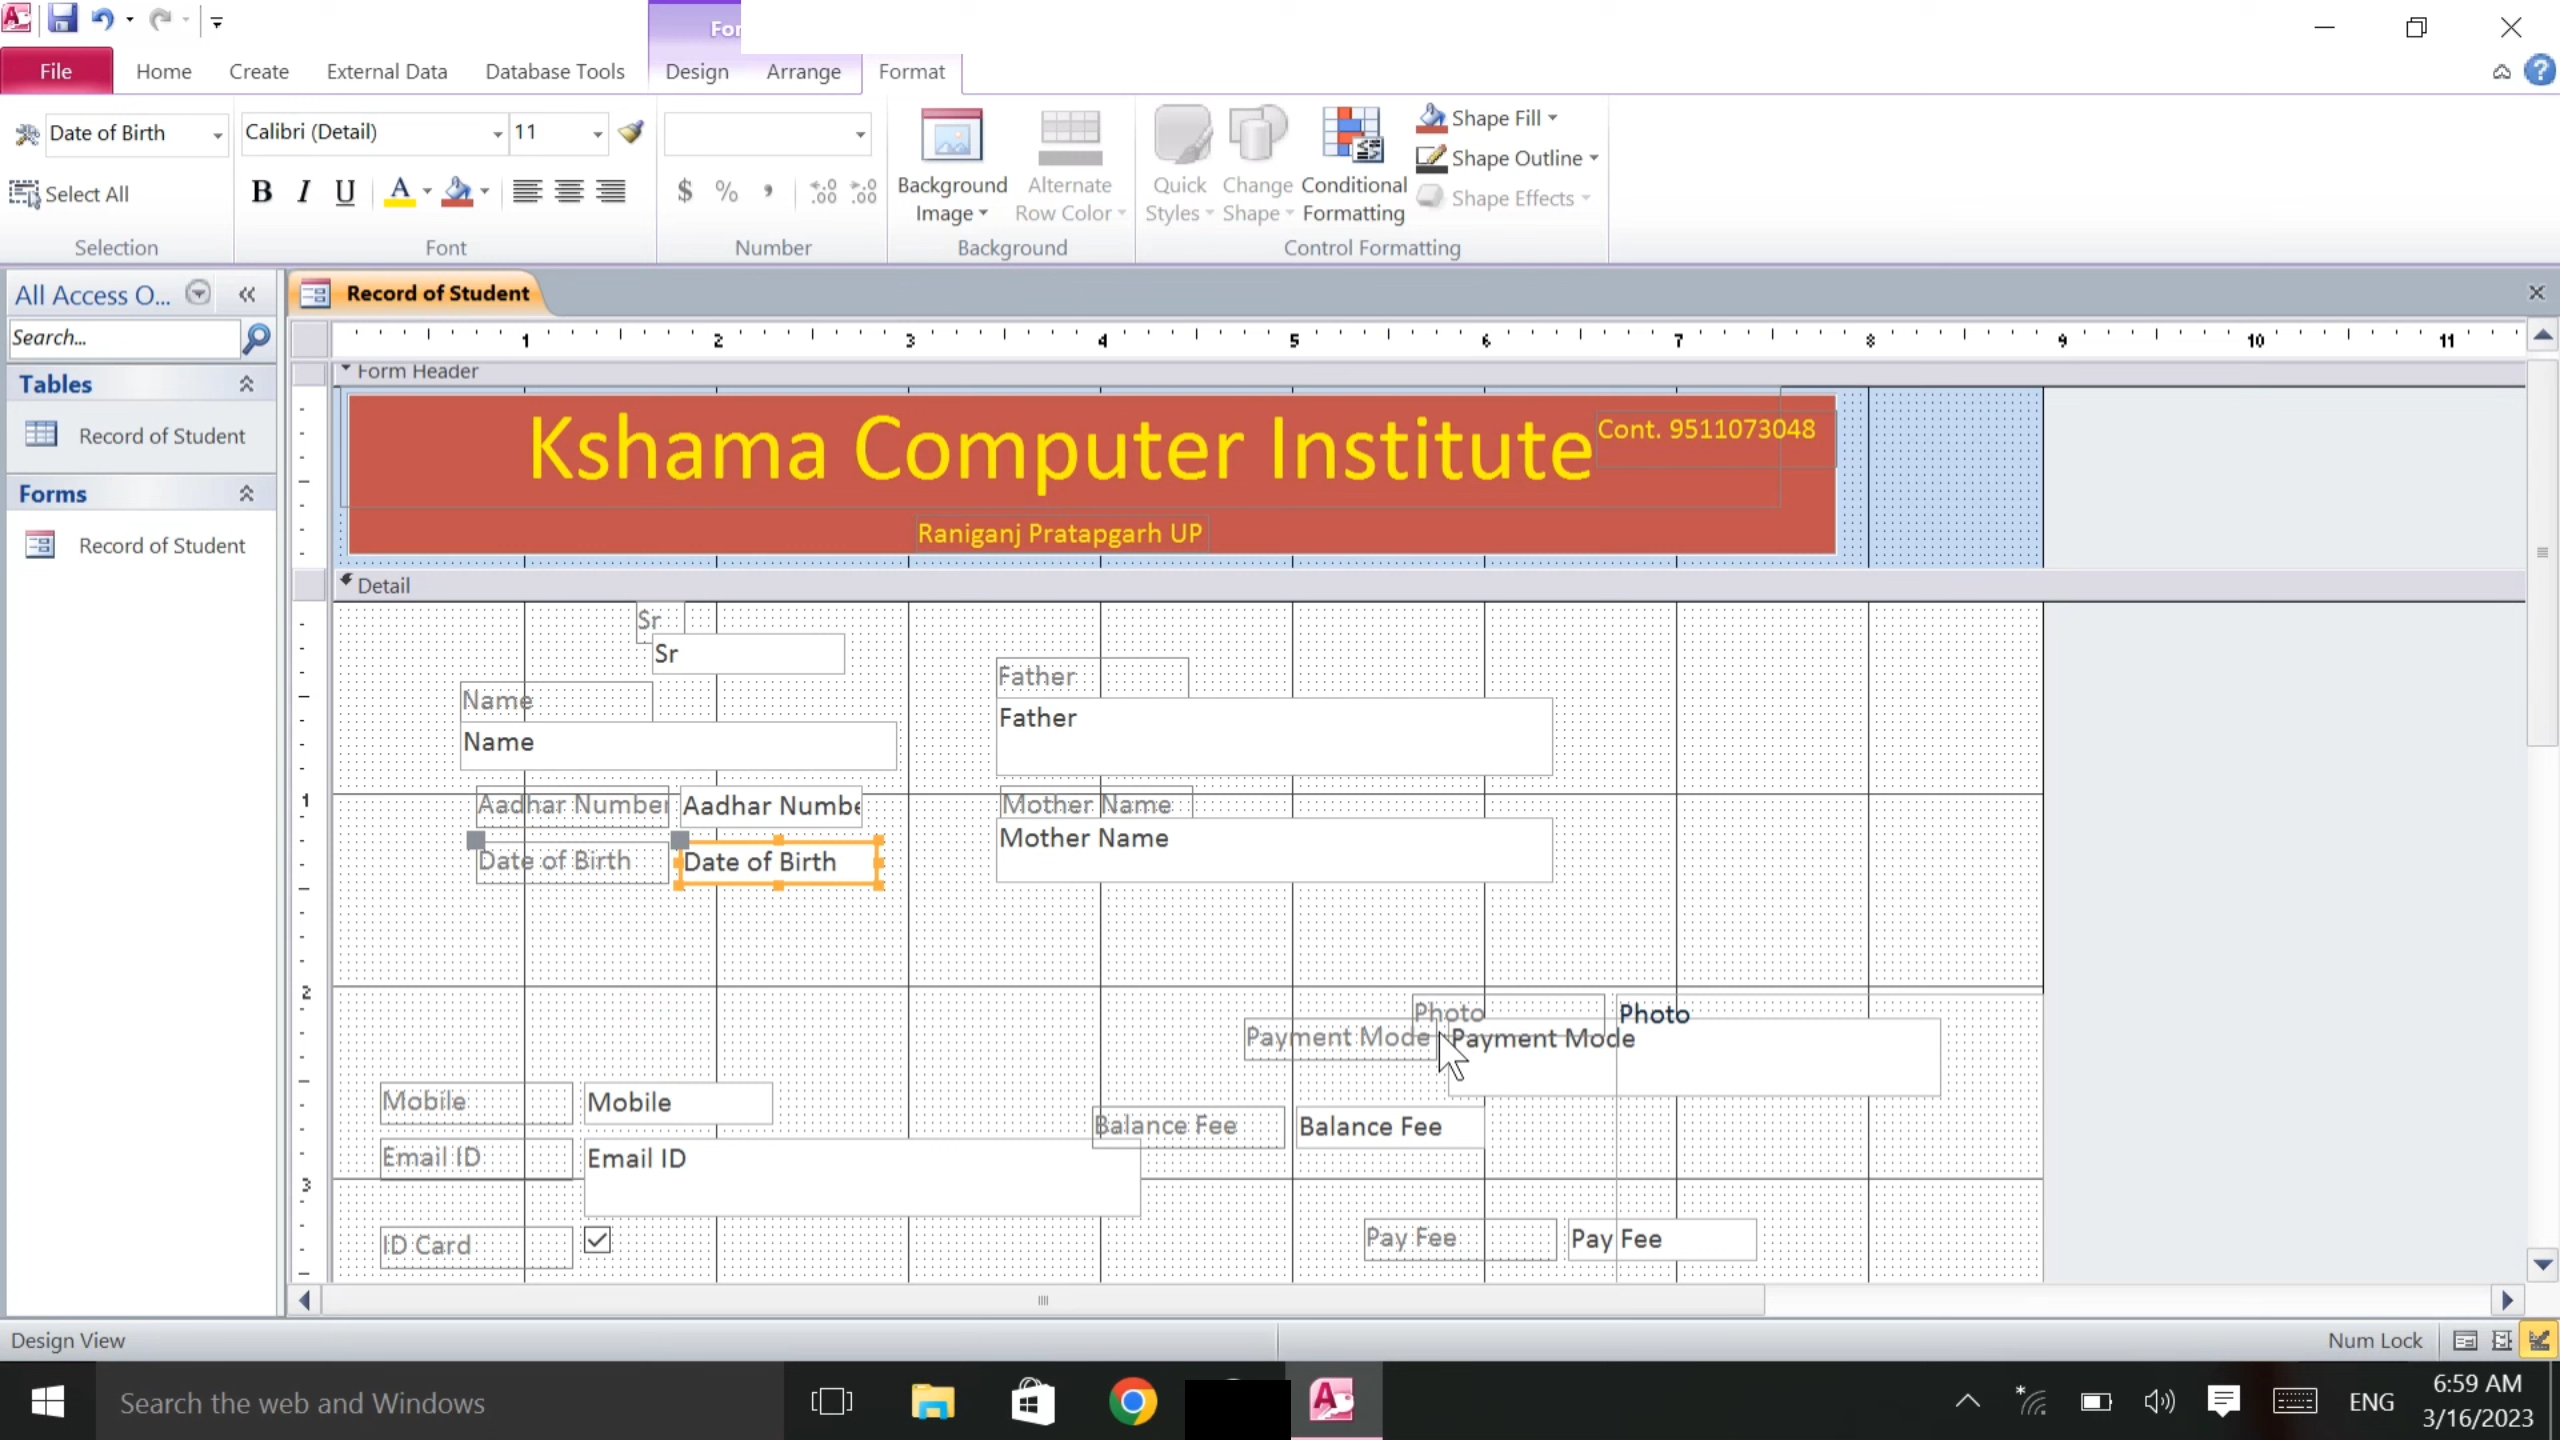 For
File
Home
Create
External Data
Database Tools
Design
Arrange
Format
Date of Birth
Calibri (Detail)
11
Select All
B I U A
$ % ,
Background
Image
Alternate
Row Color
Quick
Styles
Change
Shape
Conditional
Formatting
Shape Fill
Shape Outline
Shape Effects
Selection
Font
Number
Background
Control Formatting
All Access O...
Record of Student
Search...
1 2 3 4 5 6 7 8 9 10 11
Tables
Record of Student
Forms
Record of Student
Form Header
Kshama Computer Institute
Cont. 9511073048
Raniganj Pratapgarh UP
Detail
Sr
Sr
Father
Name
Father
Name
1
Aadhar Number
Aadhar Numbe
Mother Name
Mother Name
Date of Birth
Date of Birth
2
Photo
Photo
Payment Mode
Payment Mode
Mobile
Mobile
Balance Fee
Balance Fee
Email ID
Email ID
3
ID Card
Pay Fee
Pay Fee
Design View
Num Lock
Search the web and Windows
ENG
6:59 AM
3/16/2023